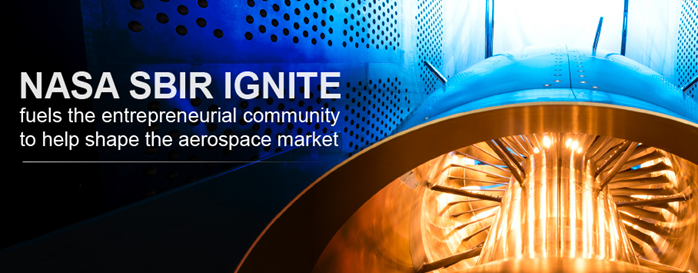 NASA SBIR IGNITE
fuels the entrepreneurial community
to help shape the aerospace market